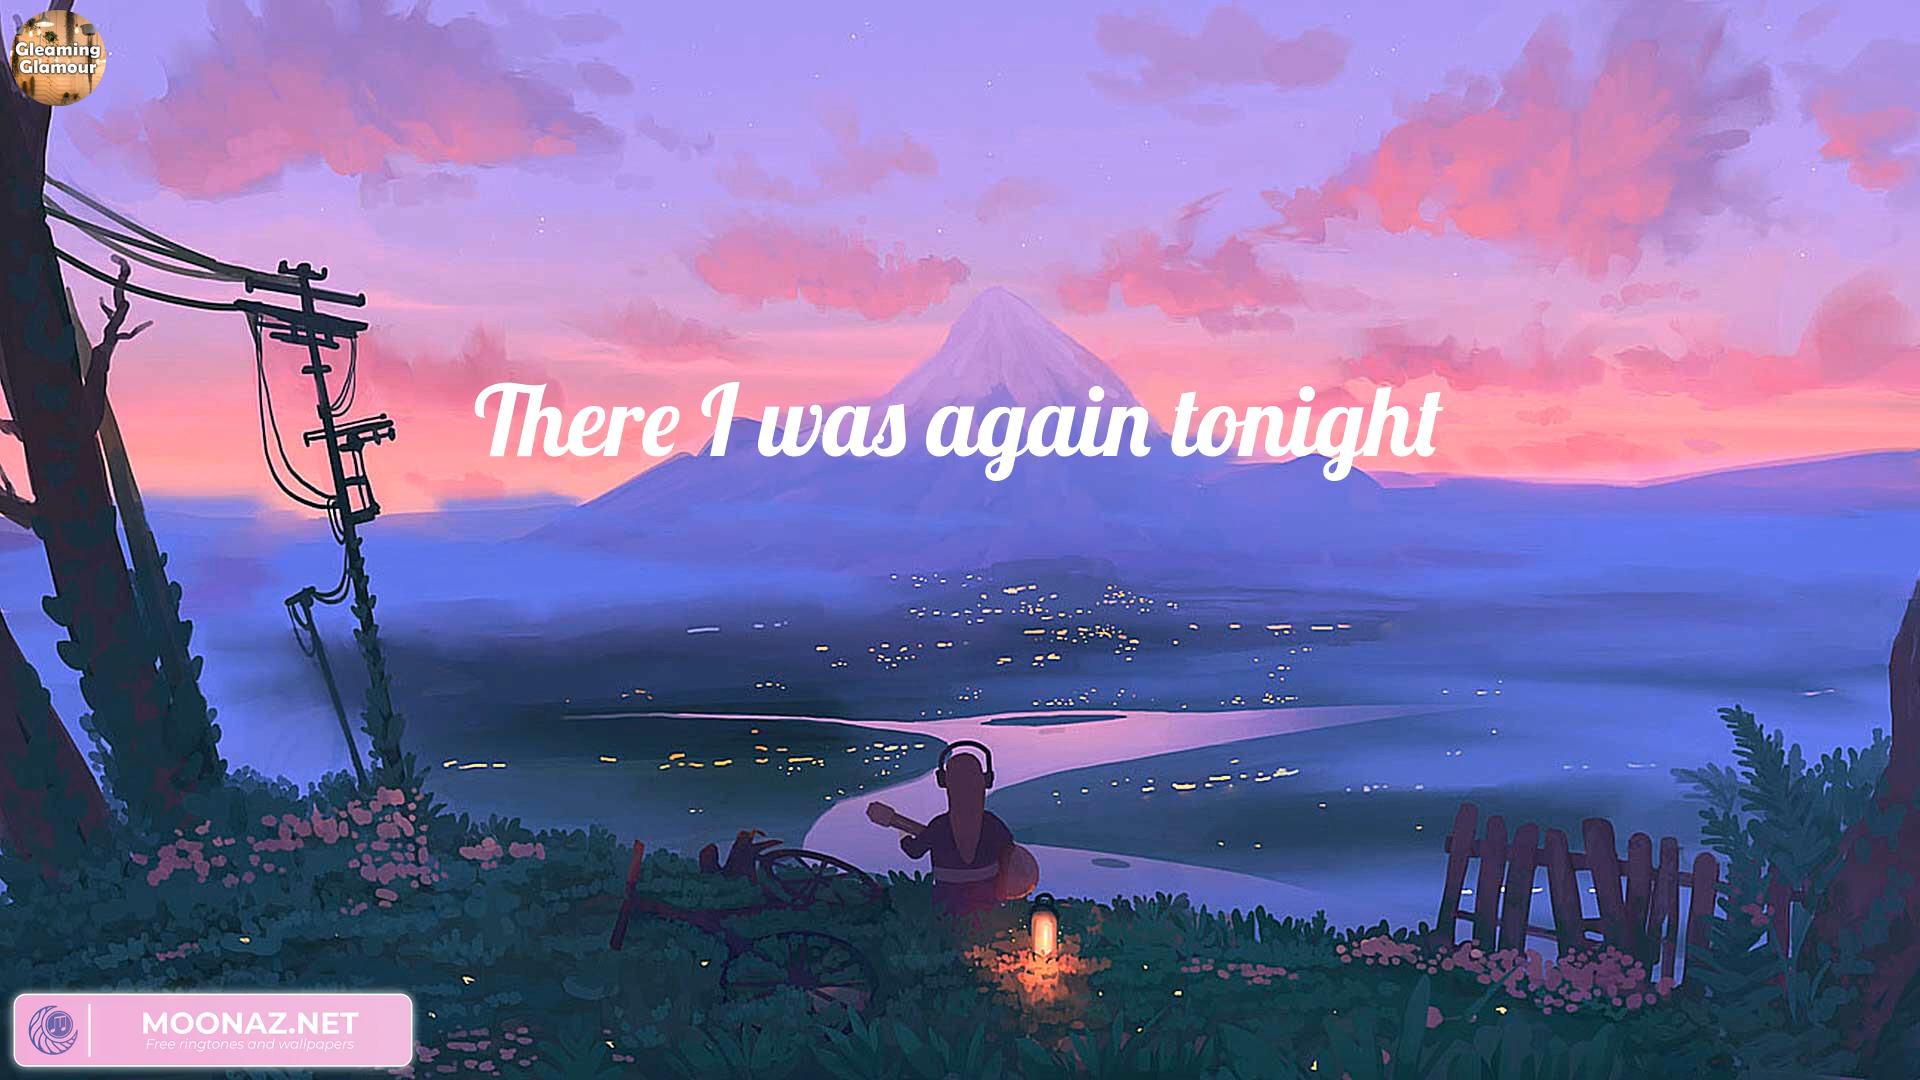 Gleaming
Glamour
There I was again tonight
MOONAZ.NET
Free ringtones and wallpapers